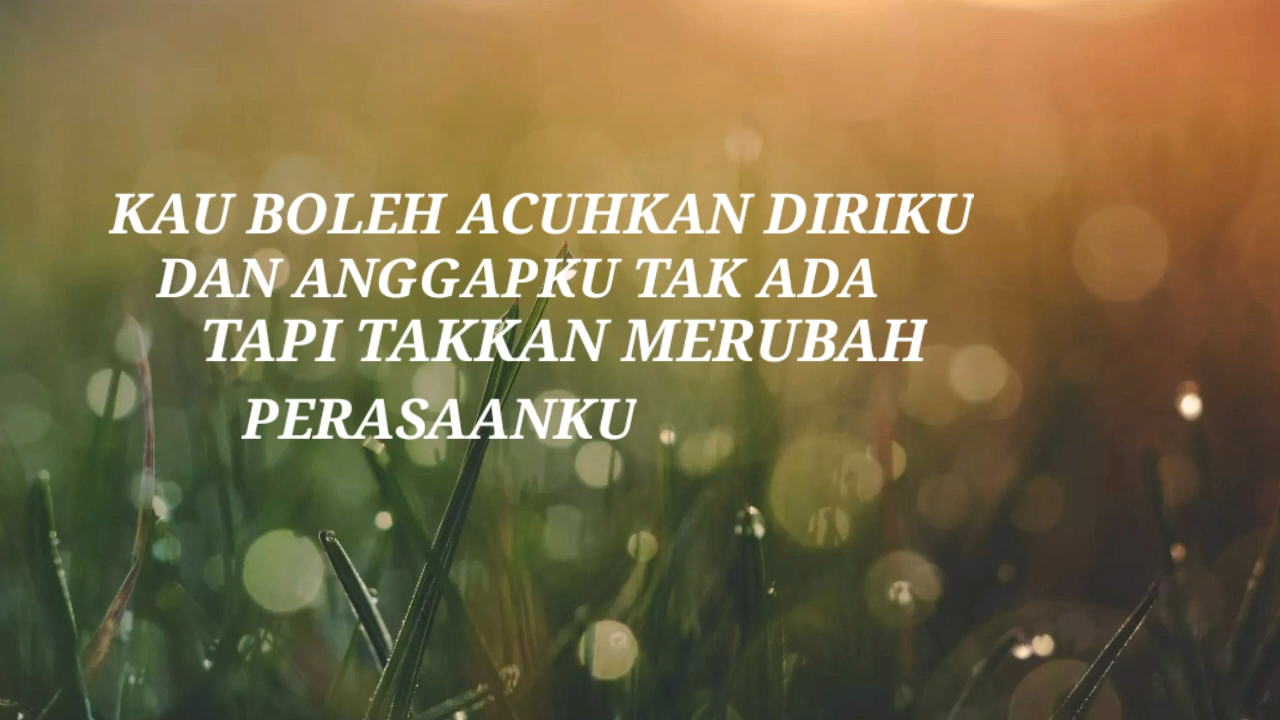 KAU BOLEH ACUHKAN DIRIKU
DAN ANGGAPKU TAK ADA
TAPI TAKKAN MERUBAH
PERASAANKU